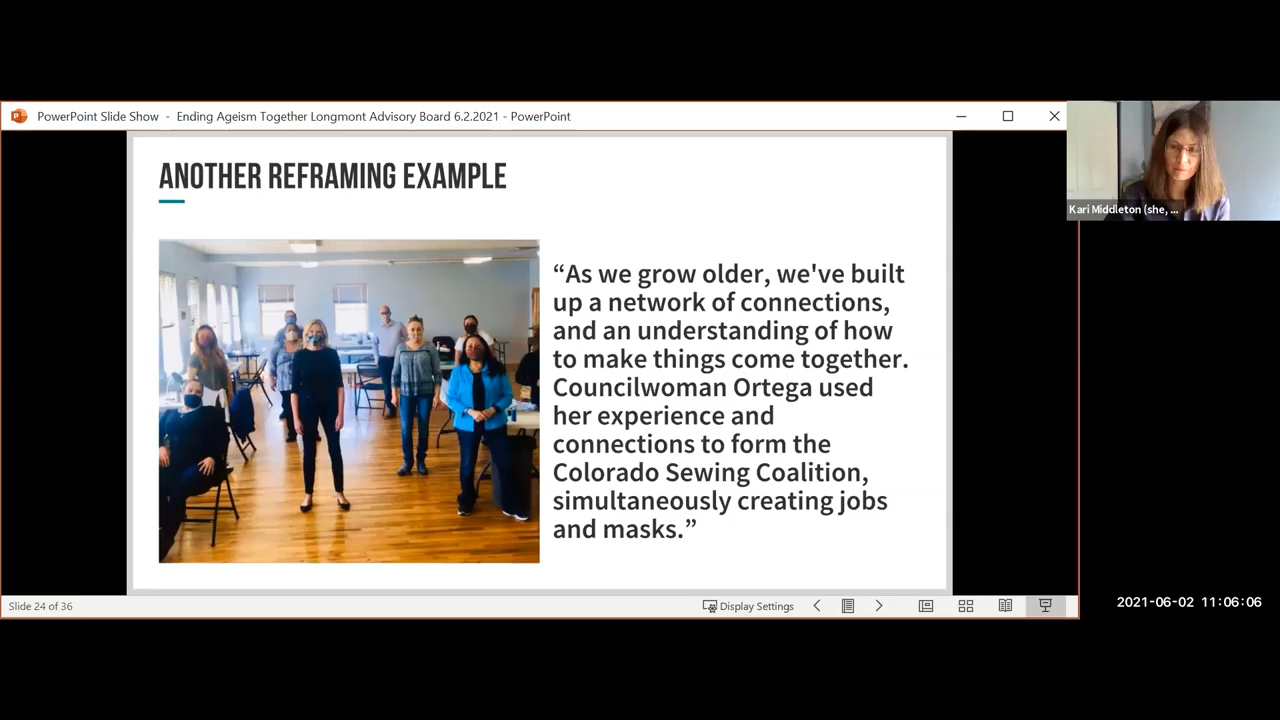 PowerPoint Slide Show - Ending Ageism Together Longmont Advisory Board 6.2.2021 - PowerPoint
ANOTHER REFRAMING EXAMPLE
“As we grow older, we've built
up a network of connections,
and an understanding of how
to make things come together.
Councilwoman Ortega used
her experience and
connections to form the
Colorado Sewing Coalition,
simultaneously creating jobs
and masks.”
Kari Middleton (she, ...
Slide 24 of 36
Display Settings
2021-06-02 11:06:06